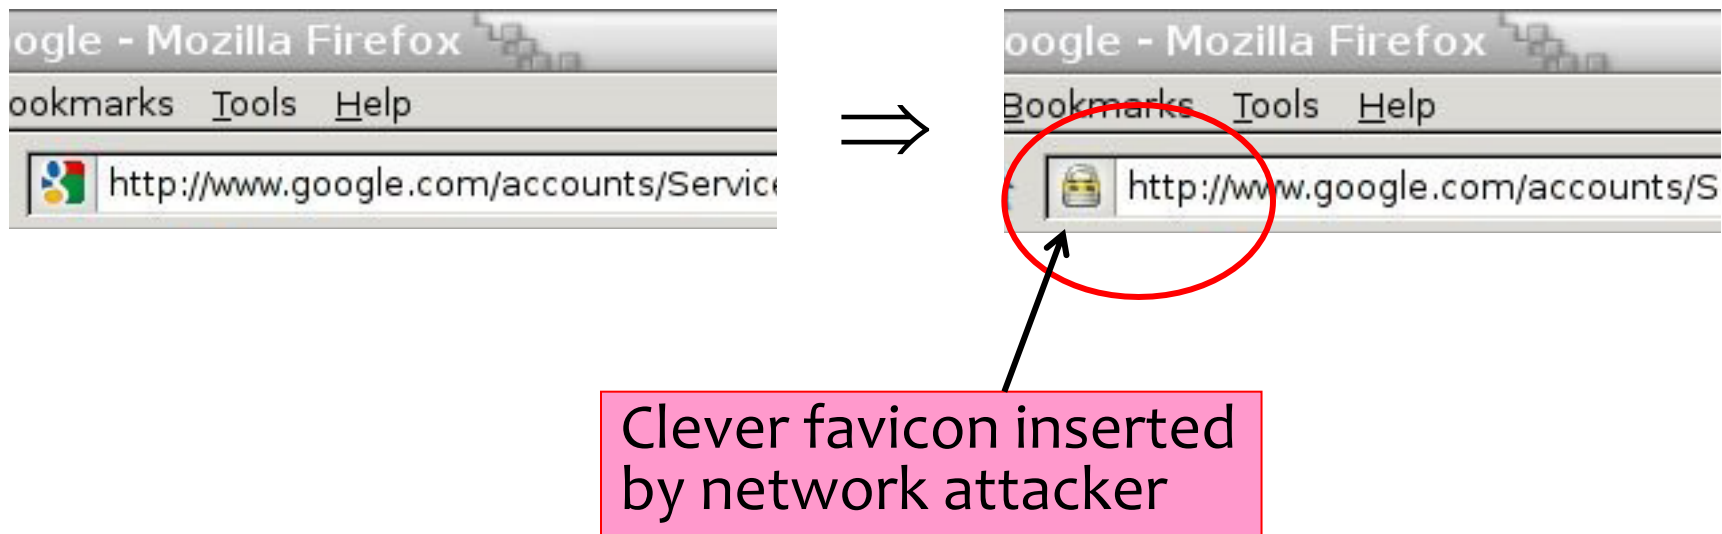 ogle - Mozilla Firefox
ookmarks Tools Help
http://www.google.com/accounts/Service
⇒
oogle - Mozilla Firefox
Bookmarks Tools Help
http://www.google.com/accounts/S
Clever favicon inserted
by network attacker